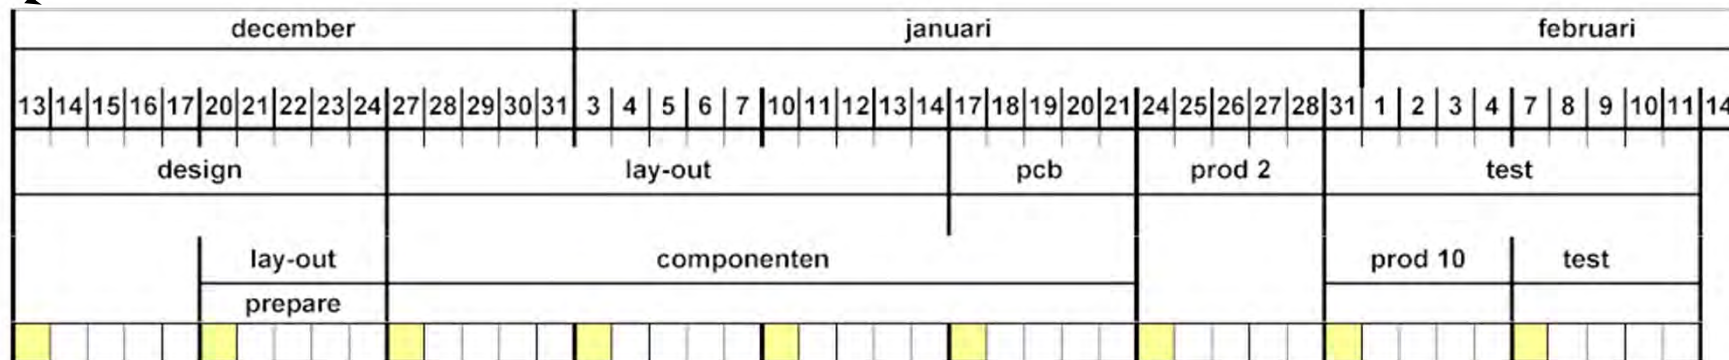 december januari februari
13 14 15 16 17 20 21 22 23 24 27 28 29 30 31 3 4 5 6 7 10 11 12 13 14 17 18 19 20 21 24 25 26 27 28 31 1 2 3 4 7 8 9 10 11 14
design lay-out pcb prod 2 test
lay-out componenten prod 10 test
prepare